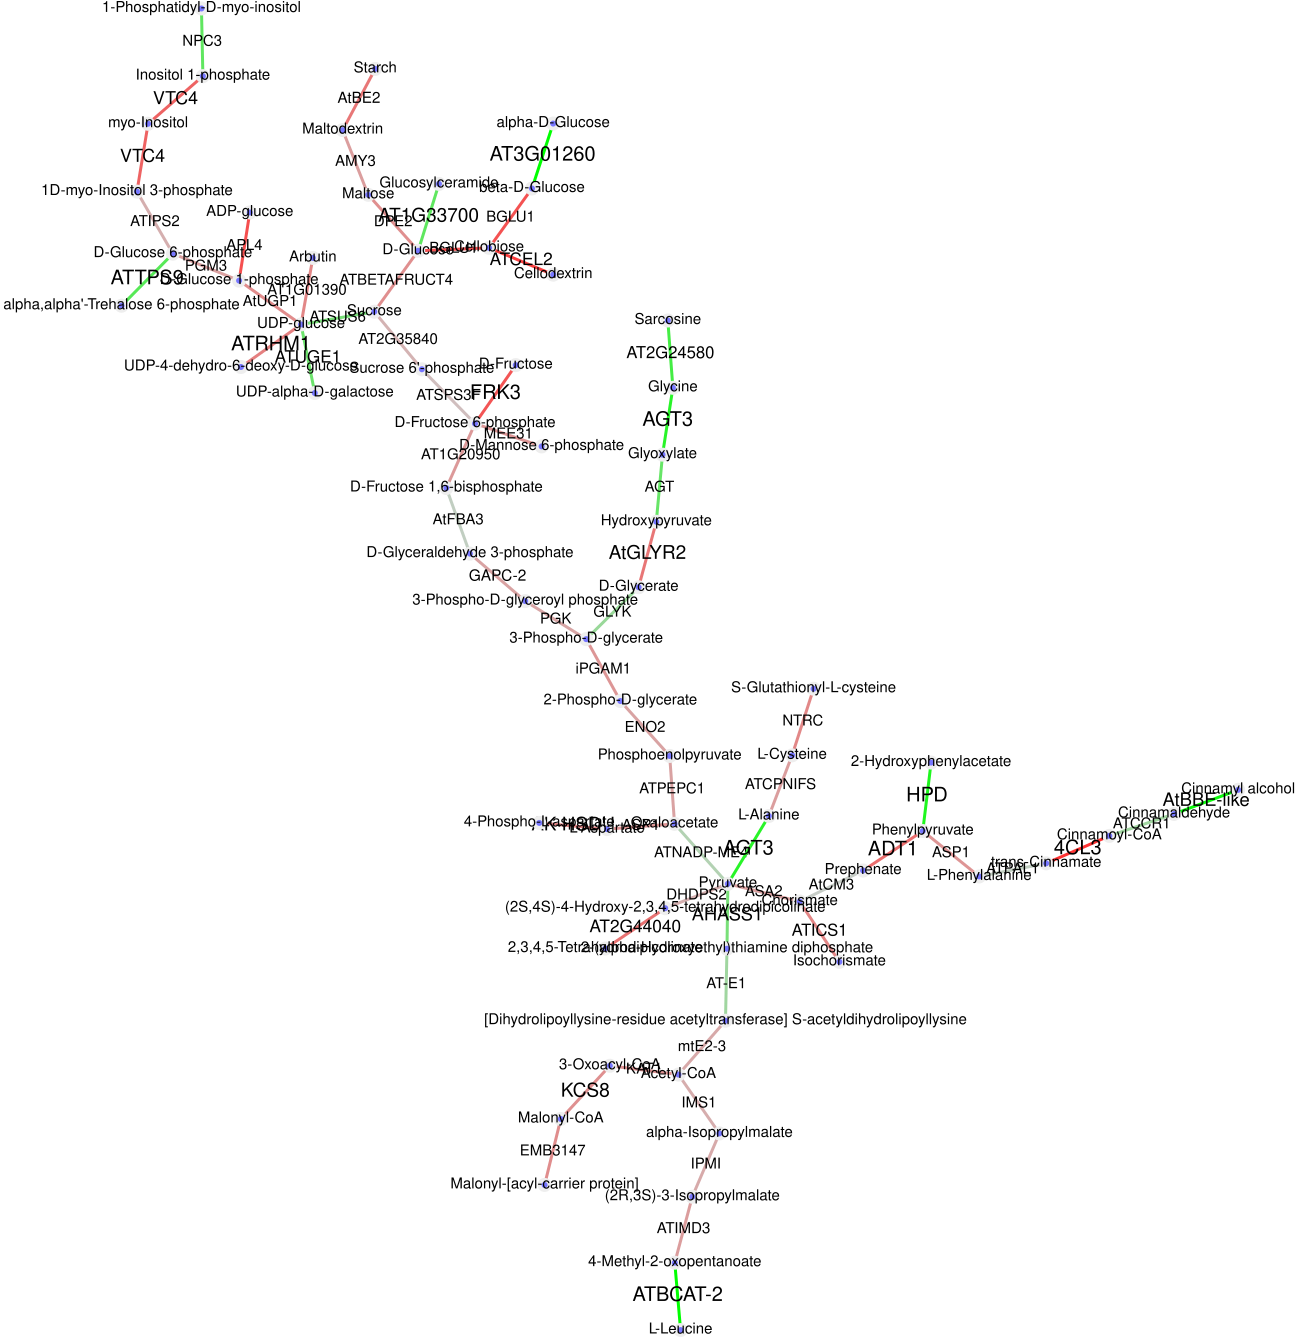 1-Phosphatidyl-D-myo-inositol
NPC3
Starch
Inositol 1-phosphate
AtBE2
VTC4
myo-Inositol
Maltodextrin
alpha-D-Glucose
VTC4
AMY3
AT3G01260
1D-myo-Inositol 3-phosphate
Maltose
Glucosylceramide
beta-D-Glucose
ATIPS2
ADP-glucose
DPE2
AT1G33700
BGLU1
D-Glucose 6-phosphate
APL4
Arbutin
D-Glucose
BGLU1
Cellobiose
PGM3
ATCEL2
Cellodextrin
ATTPS9
D-Glucose 1-phosphate
AT1G01390
ATBETAFRUCT4
alpha,alpha'-Trehalose 6-phosphate
AtUGP1
Sucrose
UDP-glucose
ATSUS6
Sarcosine
ATRHM1
ATUGE1
AT2G35840
AT2G24580
UDP-4-dehydro-6-deoxy-D-glucose
Sucrose 6'-phosphate
D-Fructose
UDP-alpha-D-galactose
ATSPS3F
FRK3
Glycine
D-Fructose 6-phosphate
AGT3
MEE31
D-Mannose 6-phosphate
AT1G20950
Glyoxylate
D-Fructose 1,6-bisphosphate
AGT
AtFBA3
Hydroxypyruvate
D-Glyceraldehyde 3-phosphate
AtGLYR2
GAPC-2
D-Glycerate
3-Phospho-D-glyceroyl phosphate
PGK
GLYK
3-Phospho-D-glycerate
iPGAM1
2-Phospho-D-glycerate
S-Glutathionyl-L-cysteine
ENO2
NTRC
Phosphoenolpyruvate
L-Cysteine
2-Hydroxyphenylacetate
ATPEPC1
ATCPNIFS
HPD
Cinnamyl alcohol
AtBBE-like
4-Phospho-L-aspartate
L-Aspartate
ASP1
Oxaloacetate
L-Alanine
Phenylpyruvate
Cinnamaldehyde
ATCCR1
Cinnamoyl-CoA
ATNADP-ME4
AGT3
ADT1
ASP1
4CL3
Prephenate
L-Phenylalanine
ATPAL1
trans-Cinnamate
Pyruvate
DHDPS2
ASA2
AtCM3
Chorismate
(2S,4S)-4-Hydroxy-2,3,4,5-tetrahydrodipicolinate
AHASS1
AT2G44040
ATICS1
2,3,4,5-Tetrahydrodipicolinate
2-(alpha-Hydroxyethyl)thiamine diphosphate
Isochorismate
AT-E1
[Dihydrolipoyllysine-residue acetyltransferase] S-acetyldihydrolipoyllysine
mtE2-3
3-Oxoacyl-CoA
Acetyl-CoA
KCS8
IMS1
Malonyl-CoA
alpha-Isopropylmalate
EMB3147
IPMI
Malonyl-[acyl-carrier protein]
(2R,3S)-3-Isopropylmalate
ATIMD3
4-Methyl-2-oxopentanoate
ATBCAT-2
L-Leucine